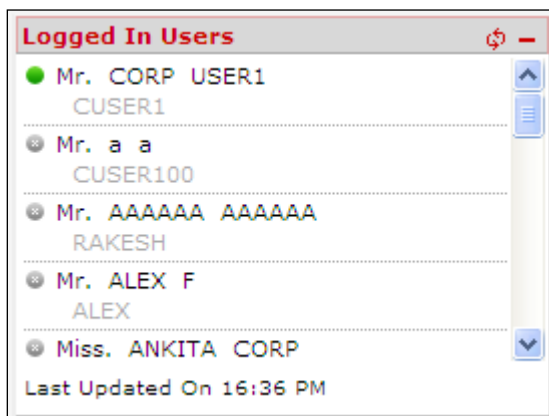 Logged In Users
Mr. CORP USER1
CUSER1
Mr. a a
CUSER100
Mr. AAAAAA AAAAAA
RAKESH
Mr. ALEX F
ALEX
Miss. ANKITA CORP
Last Updated On 16:36 PM